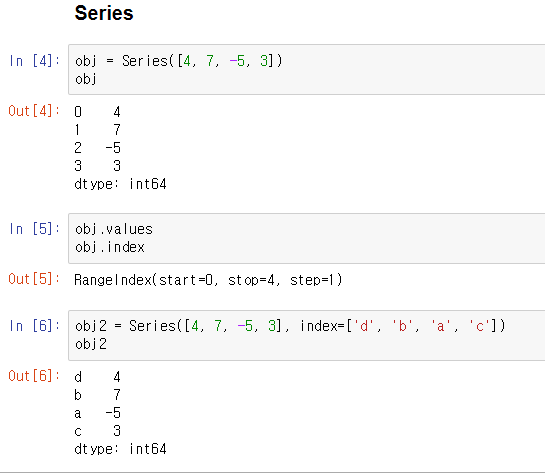 Series
In [4]: obj = Series([4, 7, -5, 3])
obj
Out[4]: 0    4
1    7
2   -5
3    3
dtype: int64
In [5]: obj.values
obj.index
Out[5]: RangeIndex(start=0, stop=4, step=1)
In [6]: obj2 = Series([4, 7, -5, 3], index=['d', 'b', 'a', 'c'])
obj2
Out[6]: d    4
b    7
a   -5
c    3
dtype: int64